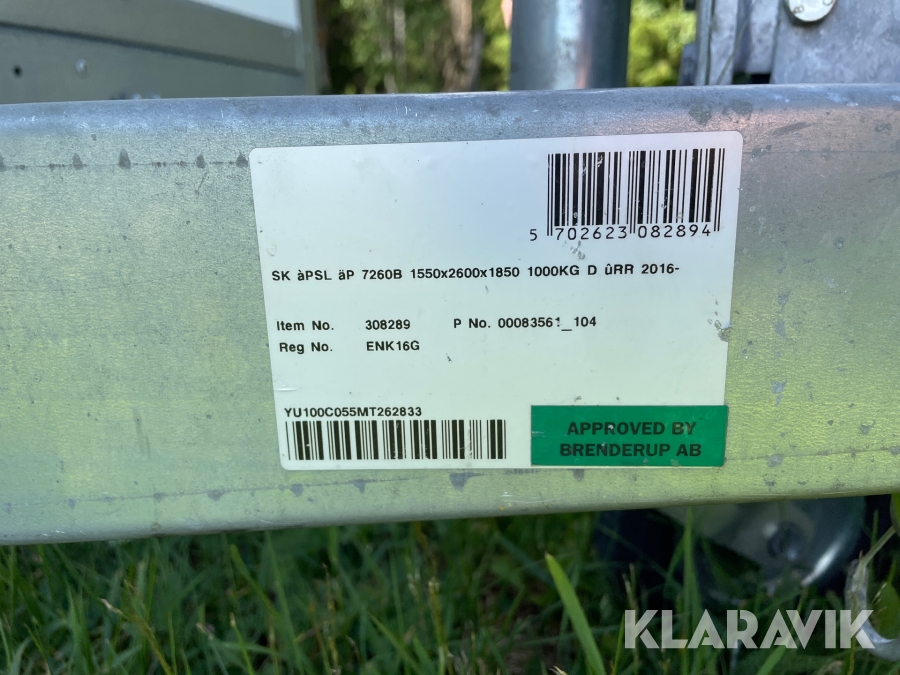 5 702623 082894
SK àPSL äP 7260B 1550x2600x1850 1000KG D ûRR 2016-
Item No. 308289 P No. 00083561_104
Reg No. ENK16G
YU100C055MT262833
APPROVED BY
BRENDERUP AB
KLARAVIK